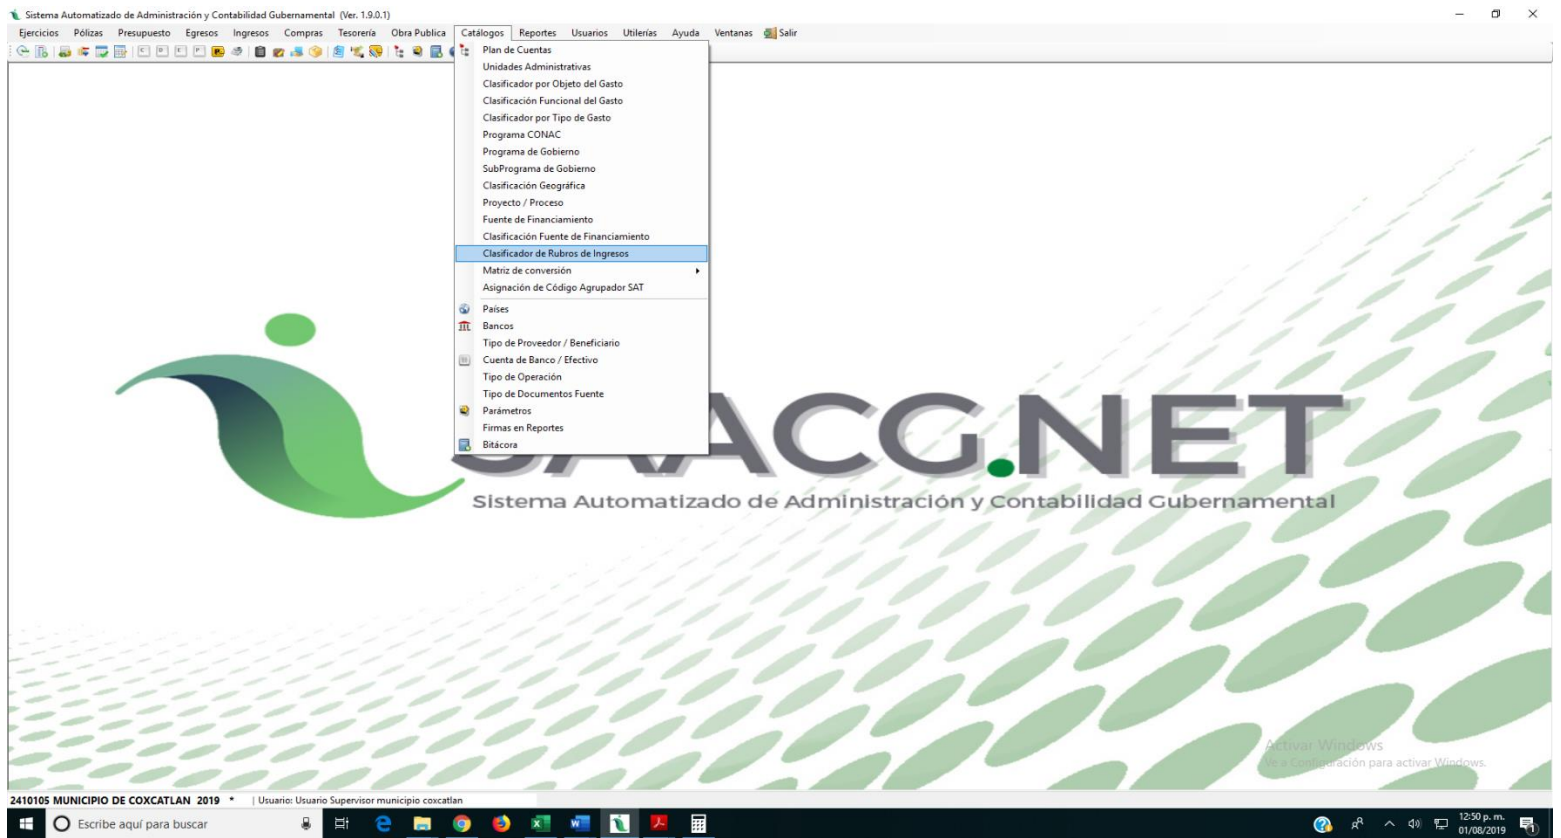 Sistema Automatizado de Administración y Contabilidad Gubernamental (Ver. 1.9.0.1)
Ejercicios Pólizas Presupuesto Egresos Ingresos Compras Tesorería Obra Publica Catálogos Reportes Usuarios Utilerías Ayuda Ventanas Salir
Plan de Cuentas
Unidades Administrativas
Clasificador por Objeto del Gasto
Clasificación Funcional del Gasto
Clasificador por Tipo de Gasto
Programa CONAC
Programa de Gobierno
SubPrograma de Gobierno
Clasificación Geográfica
Proyecto / Proceso
Fuente de Financiamiento
Clasificación Fuente de Financiamiento
Clasificador de Rubros de Ingresos
Matriz de conversión
Asignación de Código Agrupador SAT
Países
Bancos
Tipo de Proveedor / Beneficiario
Cuenta de Banco / Efectivo
Tipo de Operación
Tipo de Documentos Fuente
Parámetros
Firmas en Reportes
Bitácora
SAACG.NET
Sistema Automatizado de Administración y Contabilidad Gubernamental
Activar Windows
Ve a Configuración para activar Windows.
2410105 MUNICIPIO DE COXCATLAN 2019 * | Usuario: Usuario Supervisor municipio coxcatlan
Escribe aquí para buscar
12:50 p. m.
01/08/2019